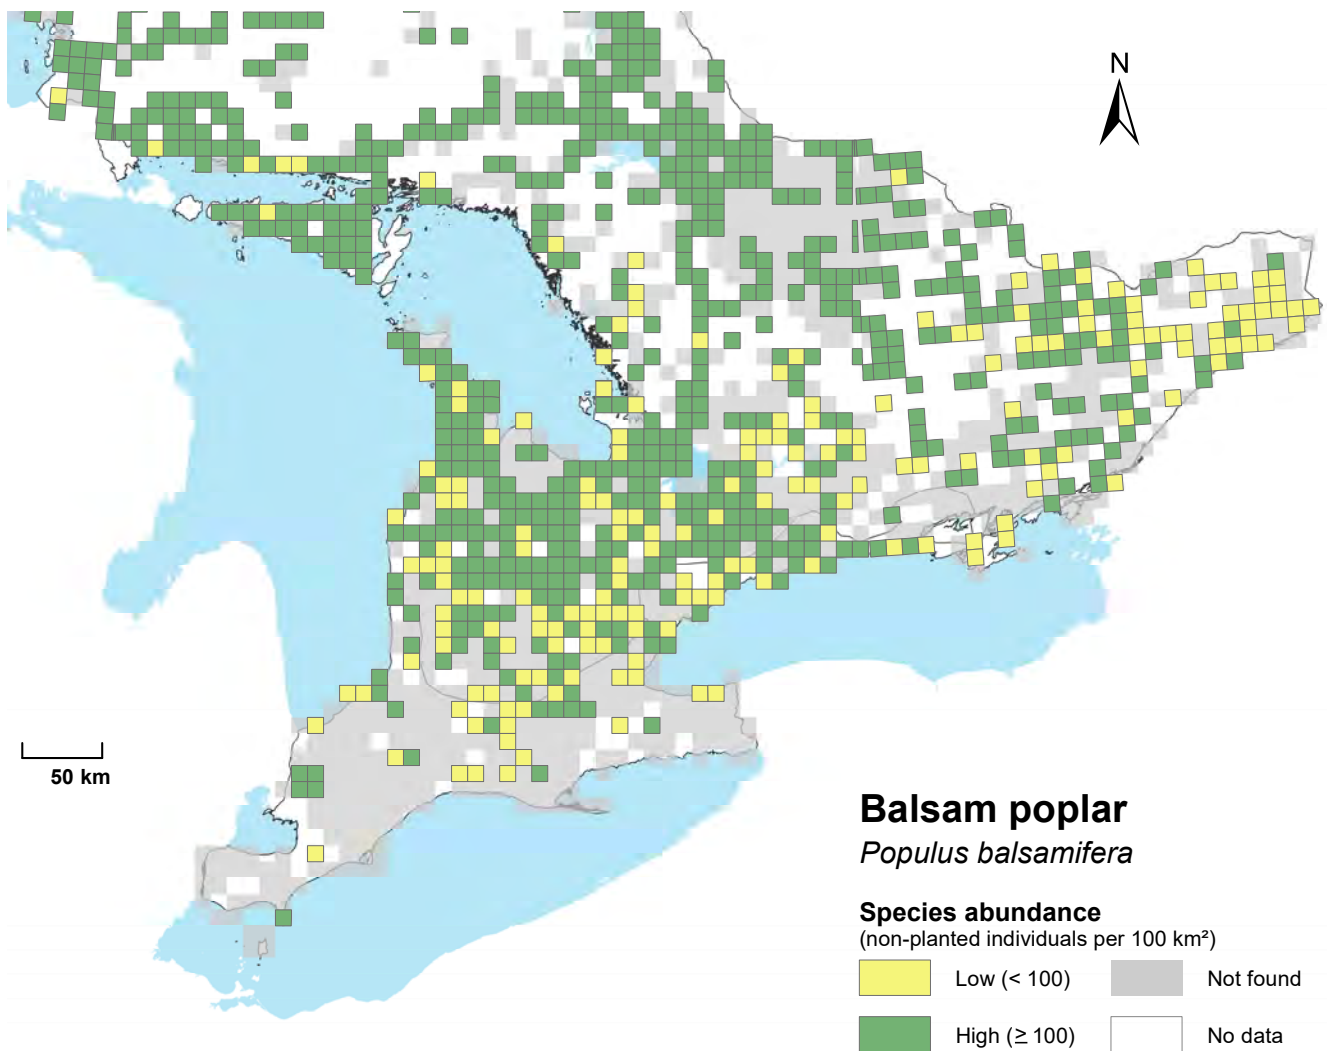 N
50 km
Balsam poplar
Populus balsamifera
Species abundance
(non-planted individuals per 100 km²)
Low (< 100)
Not found
High (≥ 100)
No data